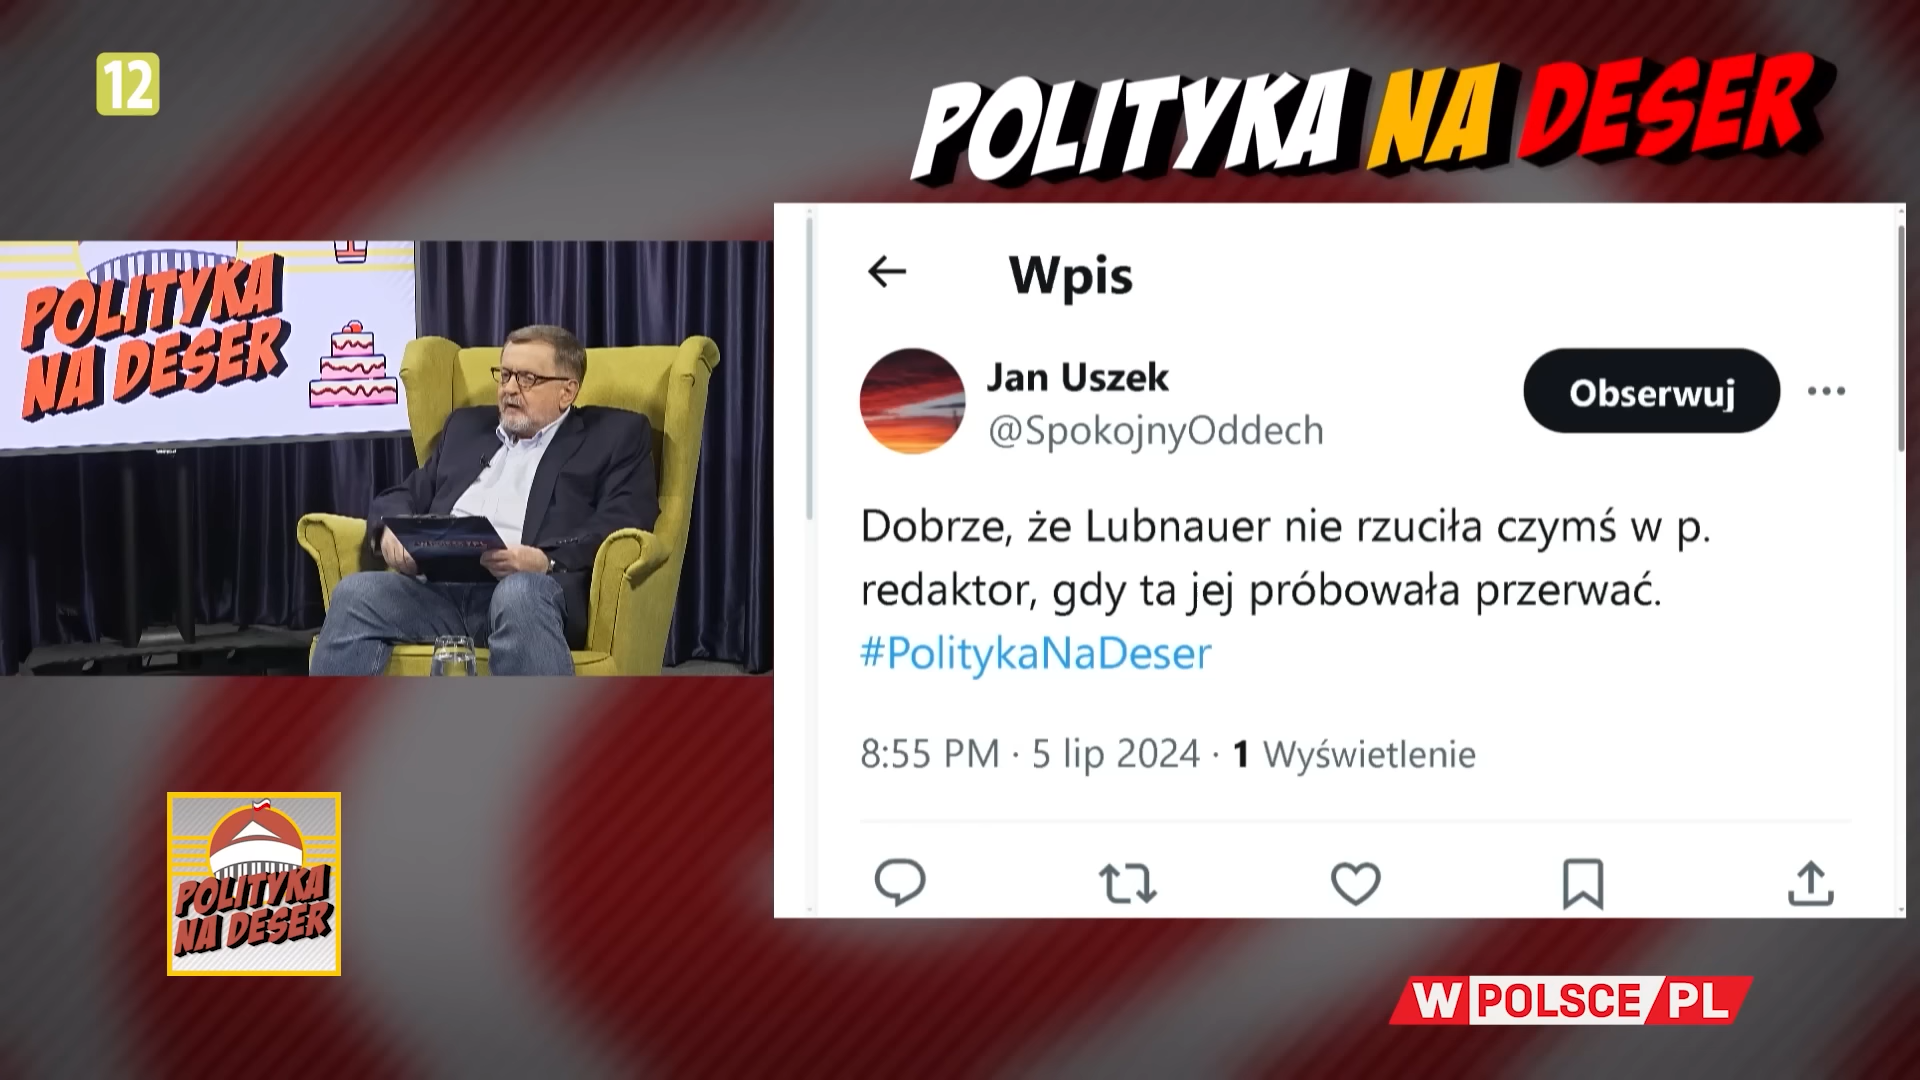 12
POLITYKA NA DESER
POLITYKA
NA DESER
Wpis
Jan Uszek
@SpokojnyOddech
Obserwuj
Dobrze, że Lubnauer nie rzuciła czymś w p.
redaktor, gdy ta jej próbowała przerwać.
#PolitykaNaDeser
8:55 PM · 5 lip 2024 · 1 Wyświetlenie
POLITYKA
NA DESER
W POLSCE/PL